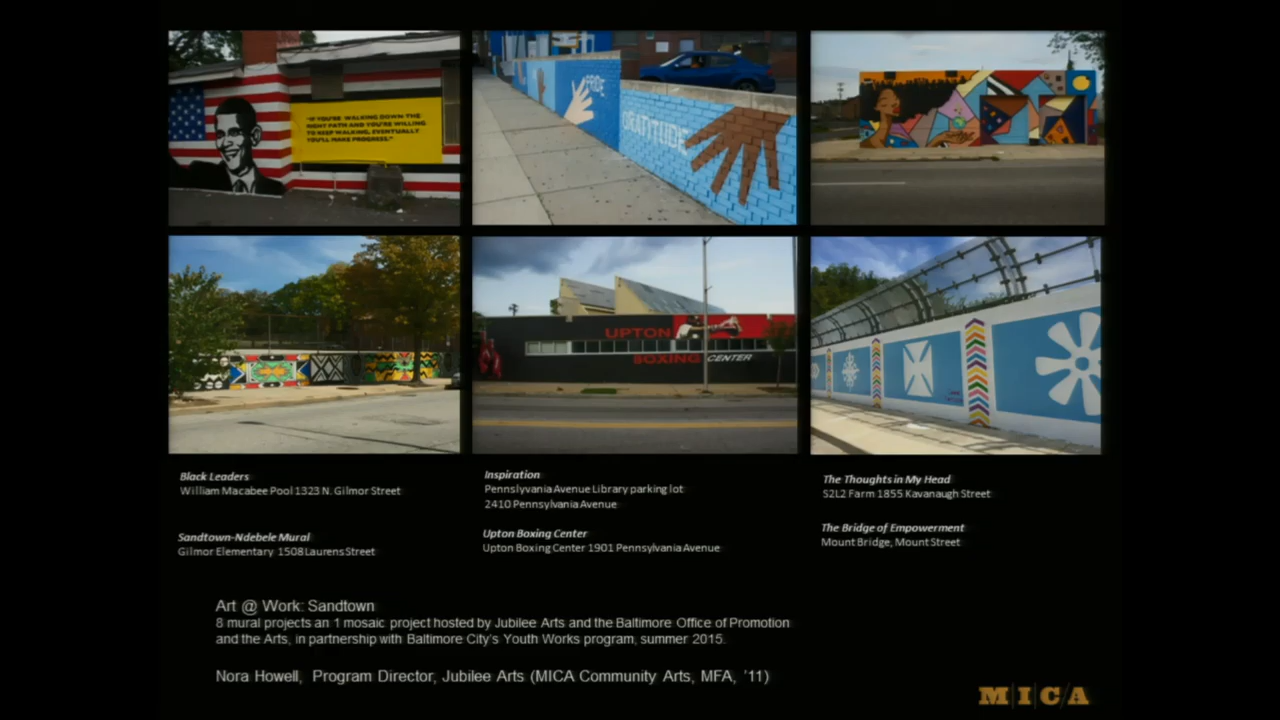 "IF YOU'RE WALKING DOWN THE
RIGHT PATH AND YOU'RE WILLING
TO KEEP WALKING, EVENTUALLY
YOU'LL MAKE PROGRESS."
PRIDE
GRATITUDE
UPTON
BOXING CENTER
Black Leaders
William Macabee Pool 1323 N. Gilmor Street
Sandtown-Ndebele Mural
Gilmor Elementary 1508 Laurens Street
Inspiration
Pennslyvania Avenue Library parking lot
2410 Pennsylvania Avenue
Upton Boxing Center
Upton Boxing Center 1901 Pennsylvania Avenue
The Thoughts in My Head
S2L2 Farm 1855 Kavanaugh Street
The Bridge of Empowerment
Mount Bridge, Mount Street
Art @ Work: Sandtown
8 mural projects an 1 mosaic project hosted by Jubilee Arts and the Baltimore Office of Promotion
and the Arts, in partnership with Baltimore City's Youth Works program, summer 2015.
Nora Howell, Program Director, Jubilee Arts (MICA Community Arts, MFA, '11)
M|I|C|A